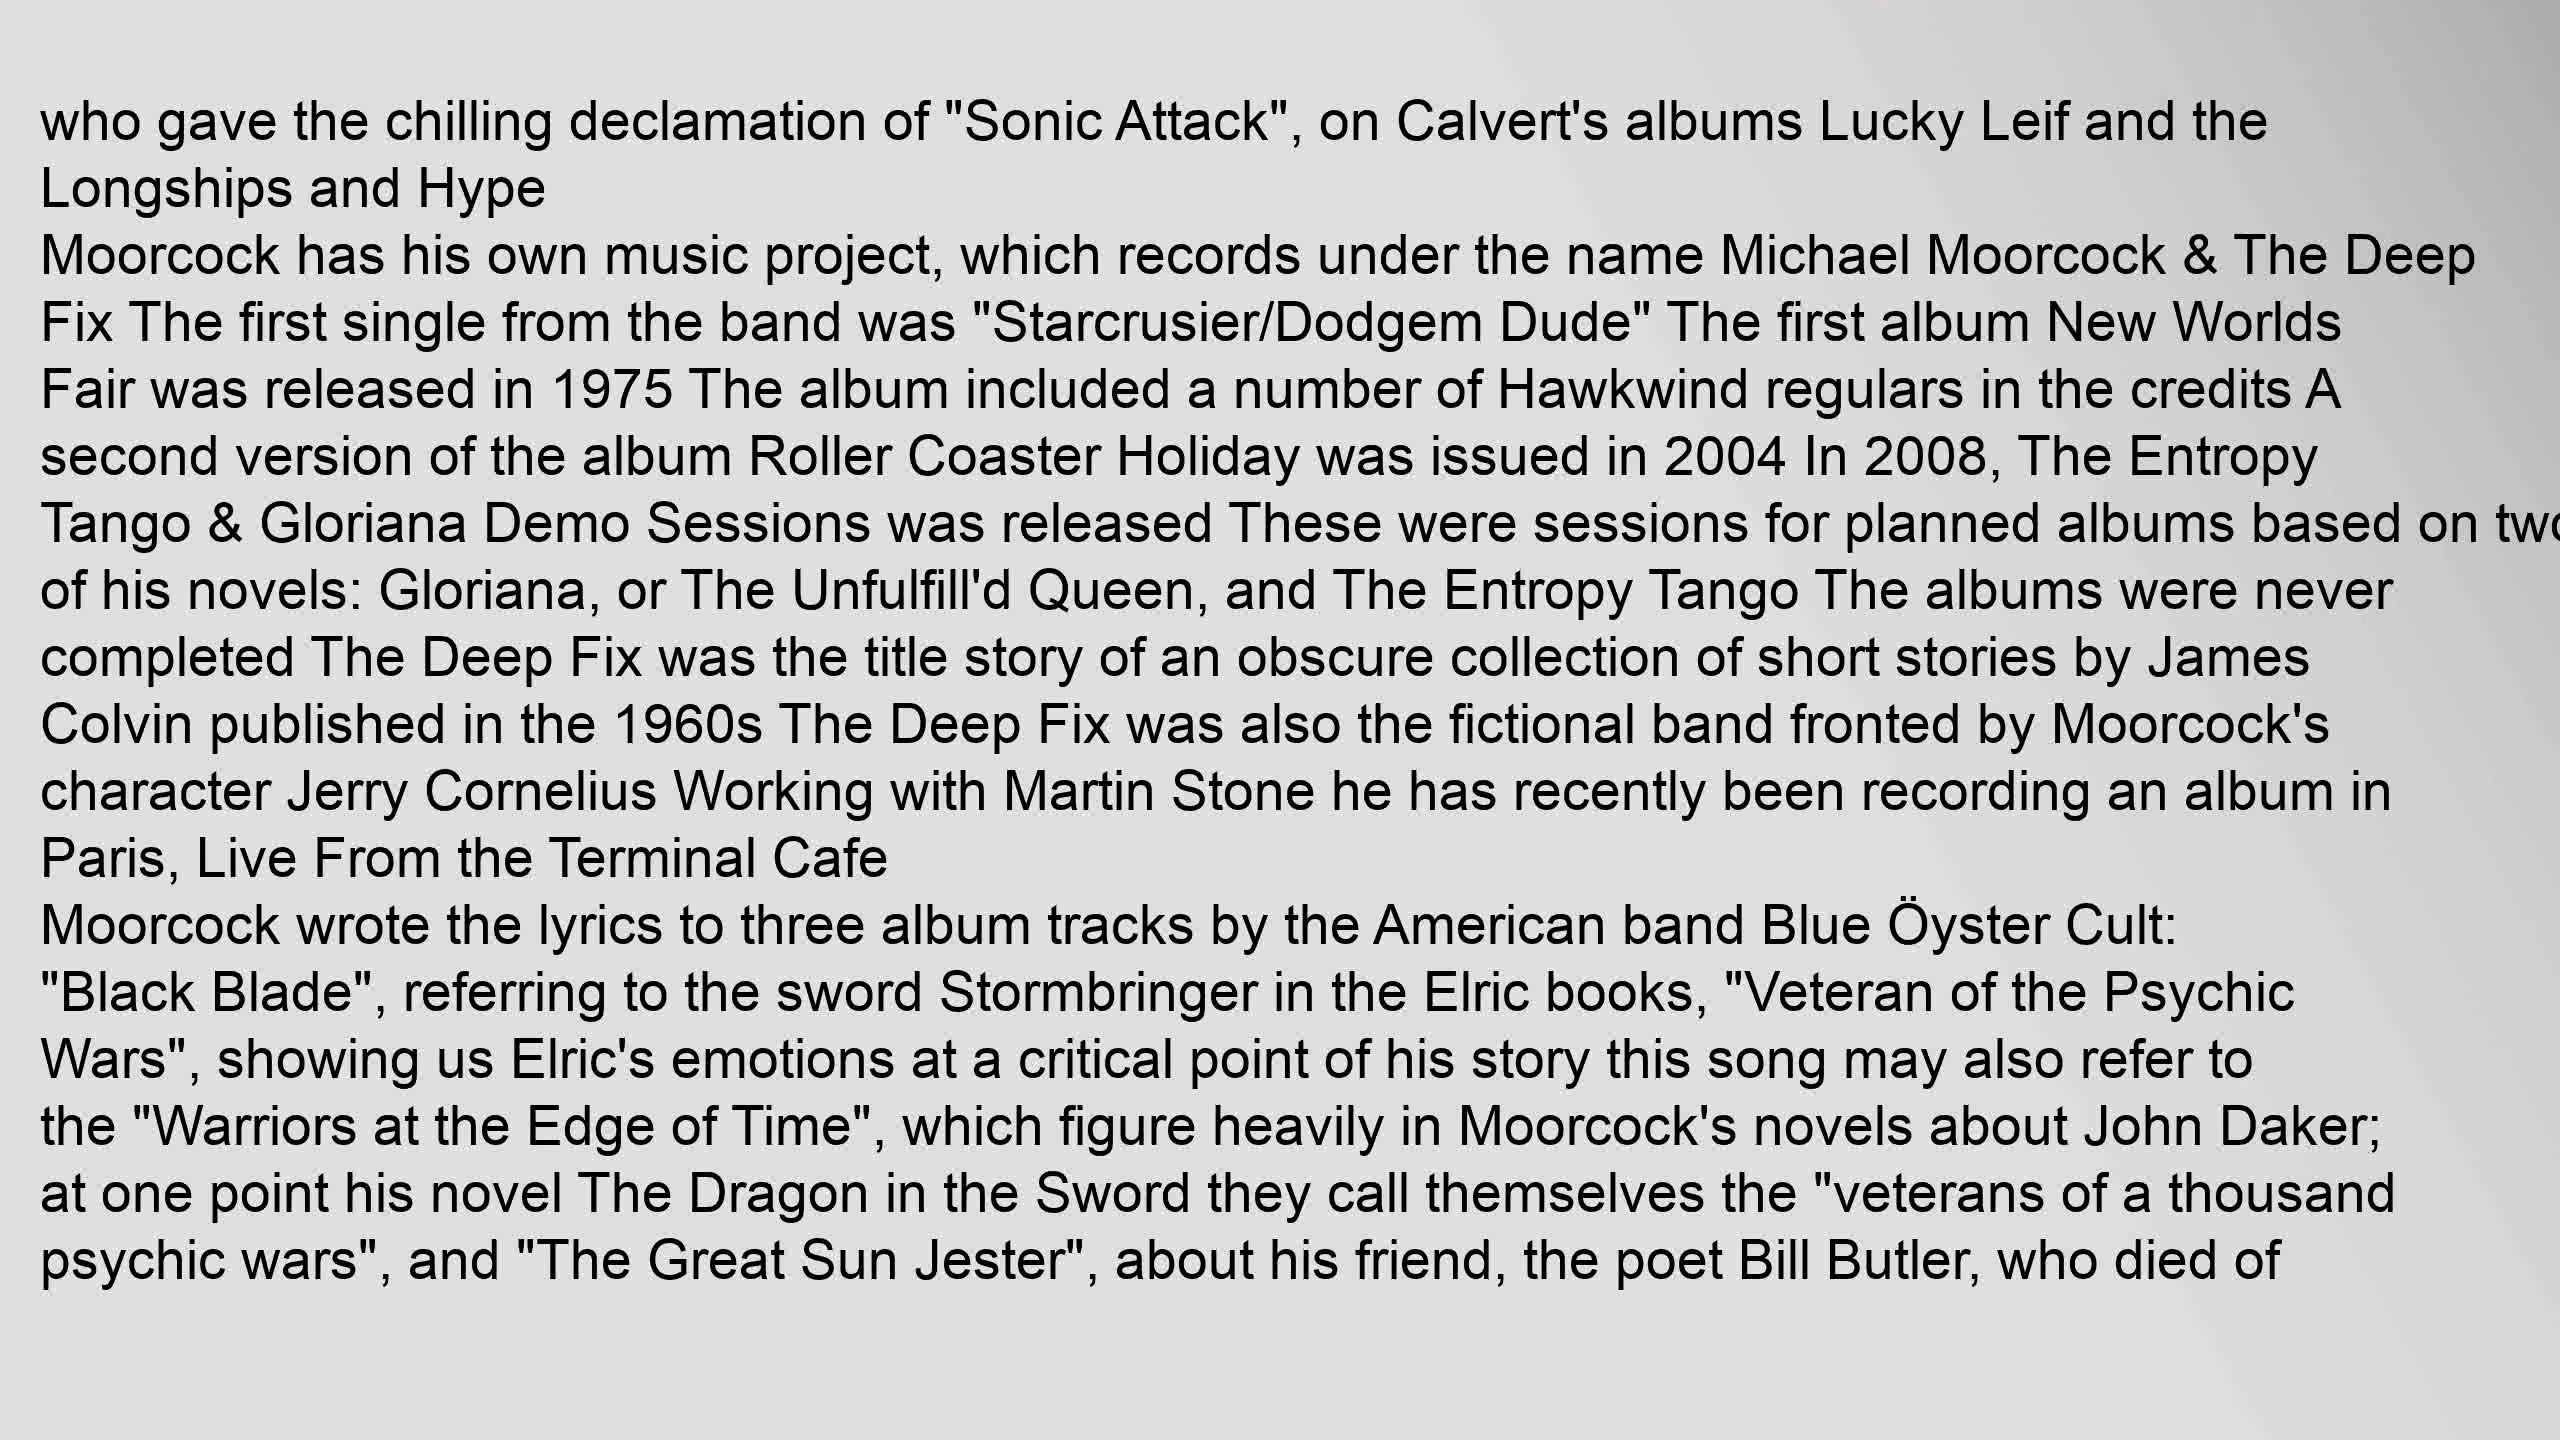 who gave the chilling declamation of "Sonic Attack", on Calvert's albums Lucky Leif and the
Longships and Hype
Moorcock has his own music project, which records under the name Michael Moorcock & The Deep
Fix The first single from the band was "Starcrusier/Dodgem Dude" The first album New Worlds
Fair was released in 1975 The album included a number of Hawkwind regulars in the credits A
second version of the album Roller Coaster Holiday was issued in 2004 In 2008, The Entropy
Tango & Gloriana Demo Sessions was released These were sessions for planned albums based on two
of his novels: Gloriana, or The Unfulfill'd Queen, and The Entropy Tango The albums were never
completed The Deep Fix was the title story of an obscure collection of short stories by James
Colvin published in the 1960s The Deep Fix was also the fictional band fronted by Moorcock's
character Jerry Cornelius Working with Martin Stone he has recently been recording an album in
Paris, Live From the Terminal Cafe
Moorcock wrote the lyrics to three album tracks by the American band Blue Öyster Cult:
"Black Blade", referring to the sword Stormbringer in the Elric books, "Veteran of the Psychic
Wars", showing us Elric's emotions at a critical point of his story this song may also refer to
the "Warriors at the Edge of Time", which figure heavily in Moorcock's novels about John Daker;
at one point his novel The Dragon in the Sword they call themselves the "veterans of a thousand
psychic wars", and "The Great Sun Jester", about his friend, the poet Bill Butler, who died of